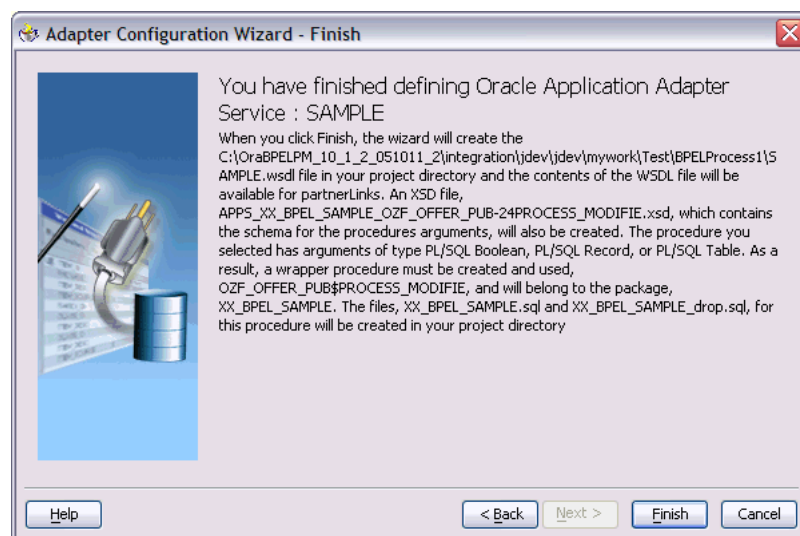 Adapter Configuration Wizard - Finish
You have finished defining Oracle Application Adapter
Service : SAMPLE
When you click Finish, the wizard will create the
C:\OraBPELPM_10_1_2_051011_2\integration\jdev\jdev\mywork\Test\BPELProcess1\S
AMPLE.wsdl file in your project directory and the contents of the WSDL file will be
available for partnerLinks. An XSD file,
APPS_XX_BPEL_SAMPLE_OZF_OFFER_PUB-24PROCESS_MODIFIE.xsd, which contains
the schema for the procedures arguments, will also be created. The procedure you
selected has arguments of type PL/SQL Boolean, PL/SQL Record, or PL/SQL Table. As a
result, a wrapper procedure must be created and used,
OZF_OFFER_PUB$PROCESS_MODIFIE, and will belong to the package,
XX_BPEL_SAMPLE. The files, XX_BPEL_SAMPLE.sql and XX_BPEL_SAMPLE_drop.sql, for
this procedure will be created in your project directory
Help
< Back
Next >
Finish
Cancel